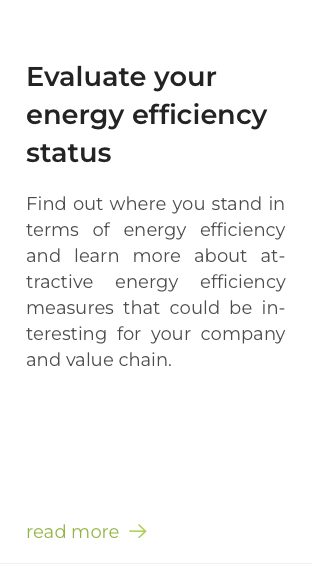 Evaluate your
energy efficiency
status
Find out where you stand in
terms of energy efficiency
and learn more about at-
tractive energy efficiency
measures that could be in-
teresting for your company
and value chain.
read more →